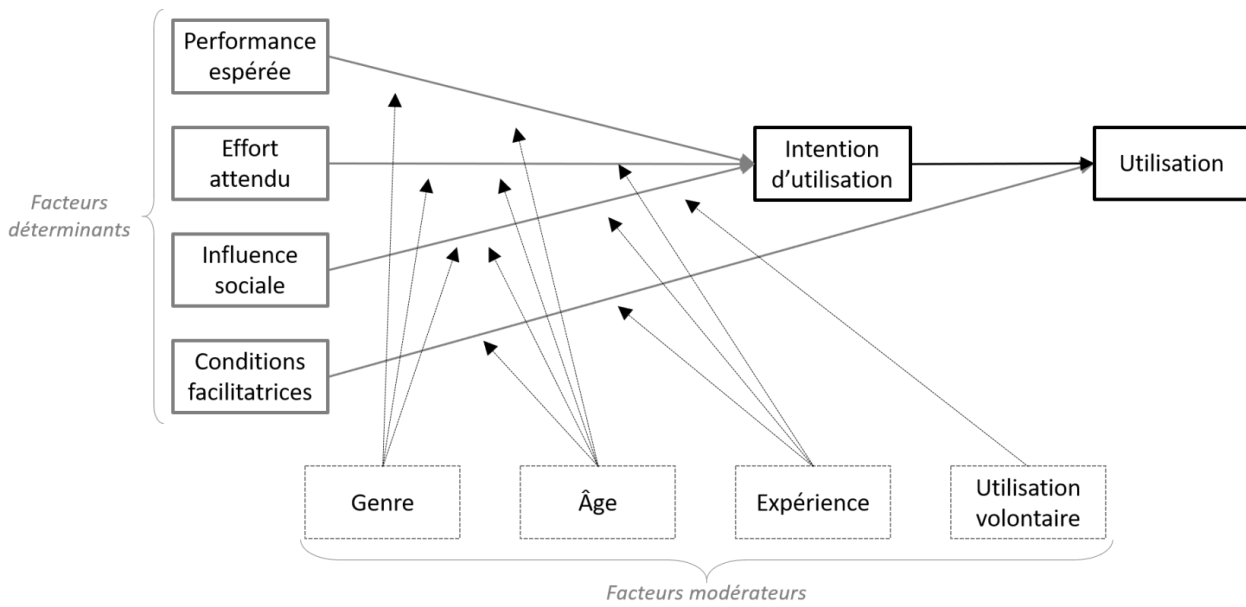 Performance
espérée
Effort
attendu
Influence
sociale
Conditions
facilitatrices
Facteurs
déterminants
Intention
d’utilisation
Utilisation
Genre
Âge
Expérience
Utilisation
volontaire
Facteurs modérateurs